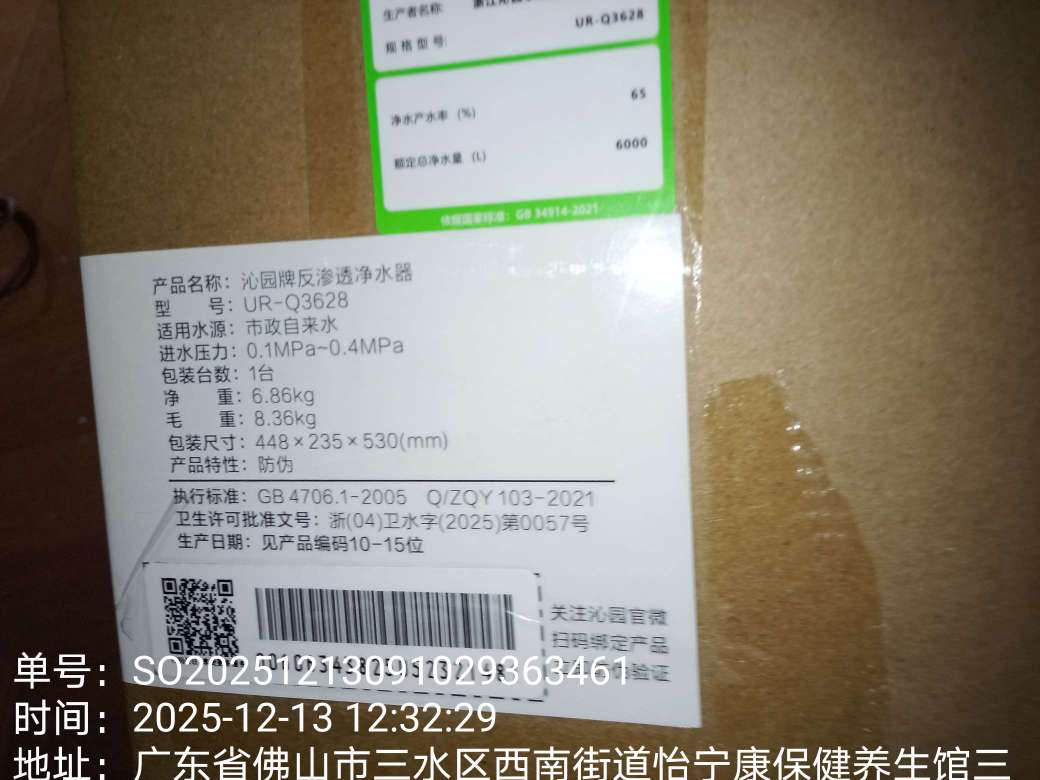 生产者名称:
规格型号: UR-Q3628
净水产水率 (%) 65
额定总净水量 (L) 6000
依据国家标准：GB 34914-2021
产品名称：沁园牌反渗透净水器
型 号：UR-Q3628
适用水源：市政自来水
进水压力：0.1MPa~0.4MPa
包装台数：1台
净 重：6.86kg
毛 重：8.36kg
包装尺寸：448×235×530(mm)
产品特性：防伪
执行标准：GB 4706.1-2005 Q/ZQY 103-2021
卫生许可批准文号：浙(04)卫水字(2025)第0057号
生产日期：见产品编码10-15位
关注沁园官微
扫码绑定产品
验证
单号：SO20251213091029363461
时间：2025-12-13 12:32:29
地址：广东省佛山市三水区西南街道怡宁康保健养生馆三